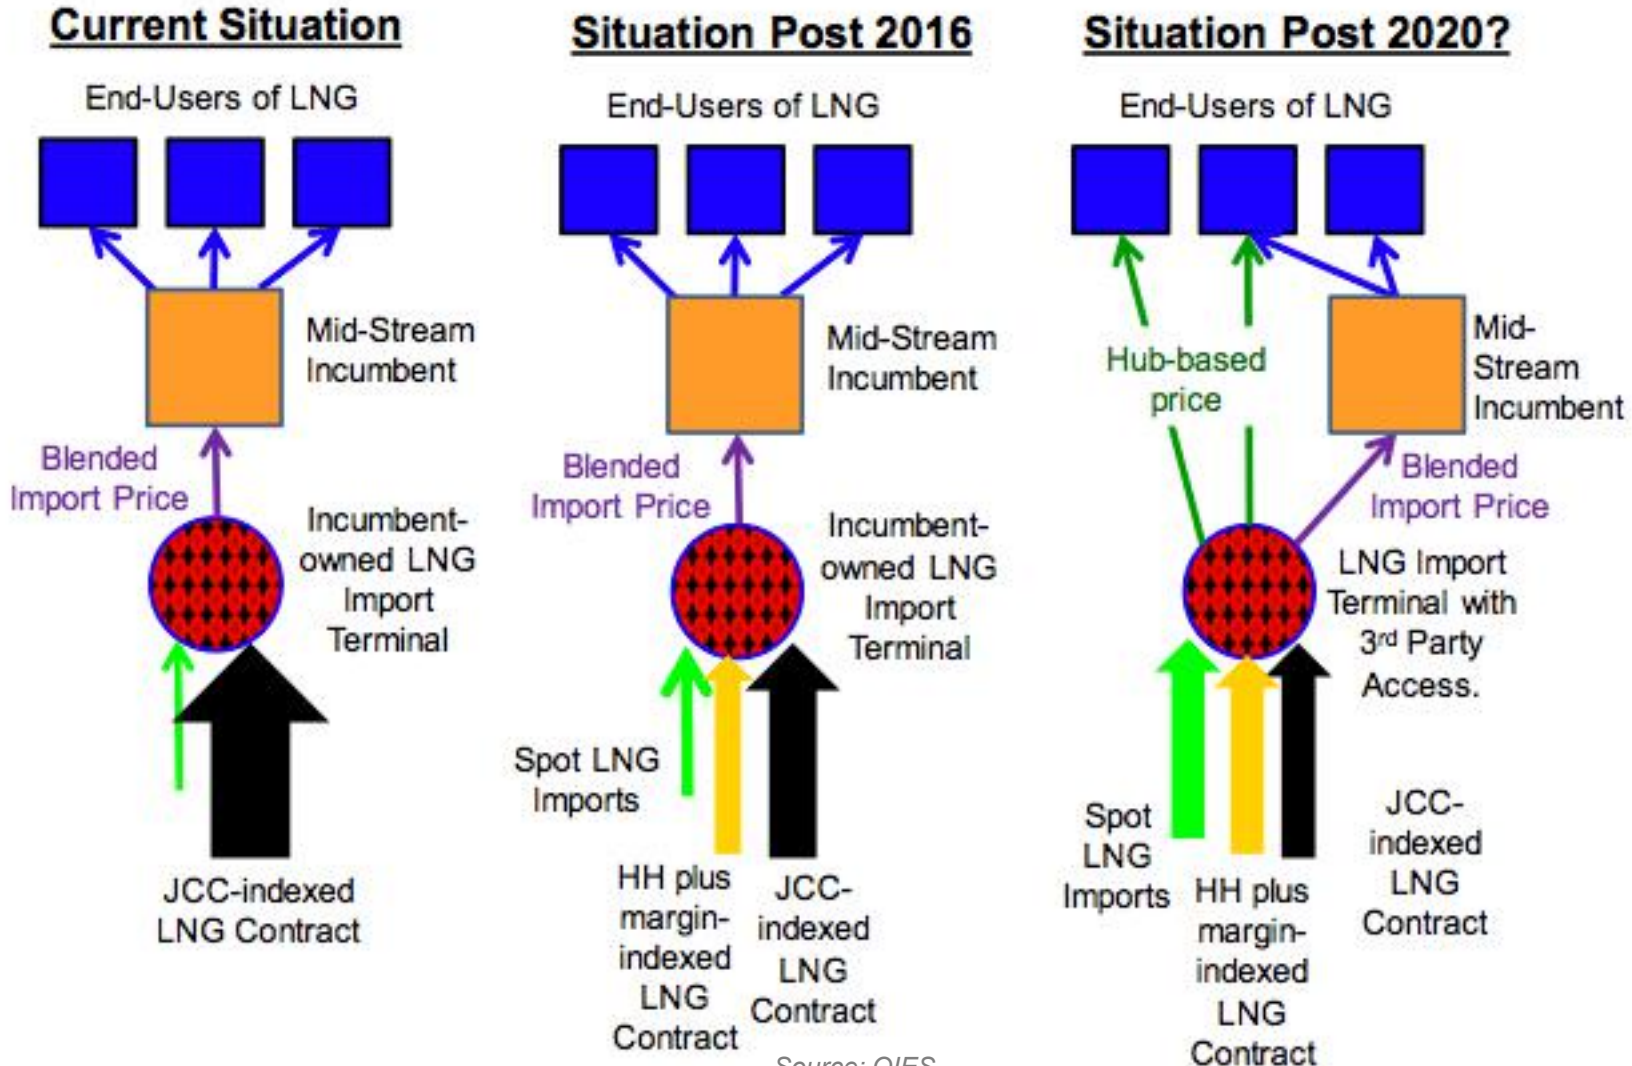 Current Situation
End-Users of LNG
Mid-Stream
Incumbent
Blended
Import Price
Incumbent-
owned LNG
Import
Terminal
JCC-indexed
LNG Contract
Situation Post 2016
End-Users of LNG
Mid-Stream
Incumbent
Blended
Import Price
Incumbent-
owned LNG
Import
Terminal
Spot LNG
Imports
HH plus
margin-
indexed
LNG
Contract
JCC-
indexed
LNG
Contract
Situation Post 2020?
End-Users of LNG
Hub-based
price
Mid-
Stream
Incumbent
Blended
Import Price
LNG Import
Terminal with
3rd Party
Access.
Spot
LNG
Imports
HH plus
margin-
indexed
LNG
Contract
JCC-
indexed
LNG
Contract
Source: OIES